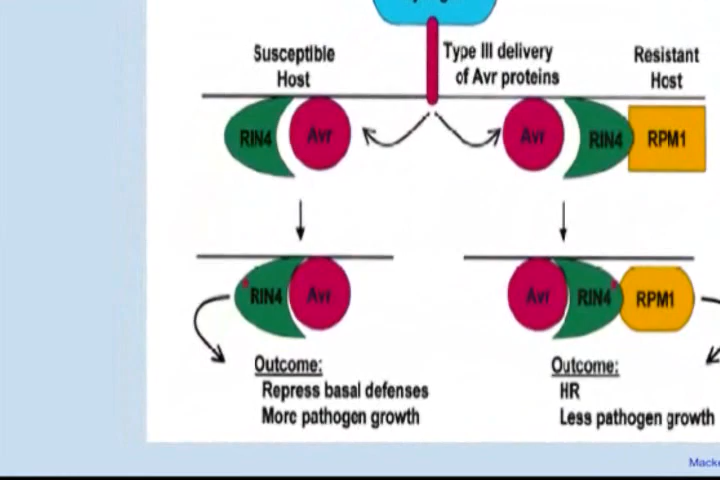 Susceptible
Host
Type III delivery
of Avr proteins
Resistant
Host
RIN4 Avr
Avr RIN4 RPM1
RIN4 Avr
Avr RIN4 RPM1
Outcome:
Repress basal defenses
More pathogen growth
Outcome:
HR
Less pathogen growth